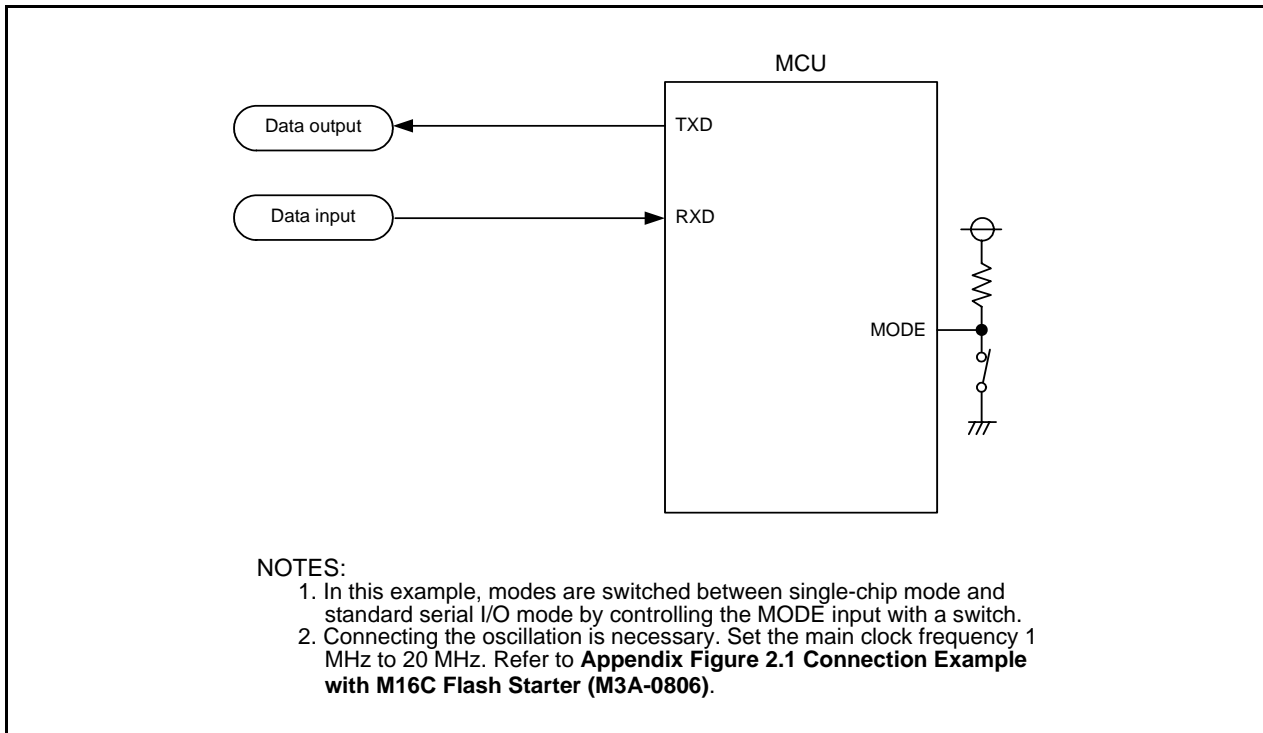 MCU
Data output
TXD
Data input
RXD
MODE
NOTES:
1. In this example, modes are switched between single-chip mode and
standard serial I/O mode by controlling the MODE input with a switch.
2. Connecting the oscillation is necessary. Set the main clock frequency 1
MHz to 20 MHz. Refer to Appendix Figure 2.1 Connection Example
with M16C Flash Starter (M3A-0806).